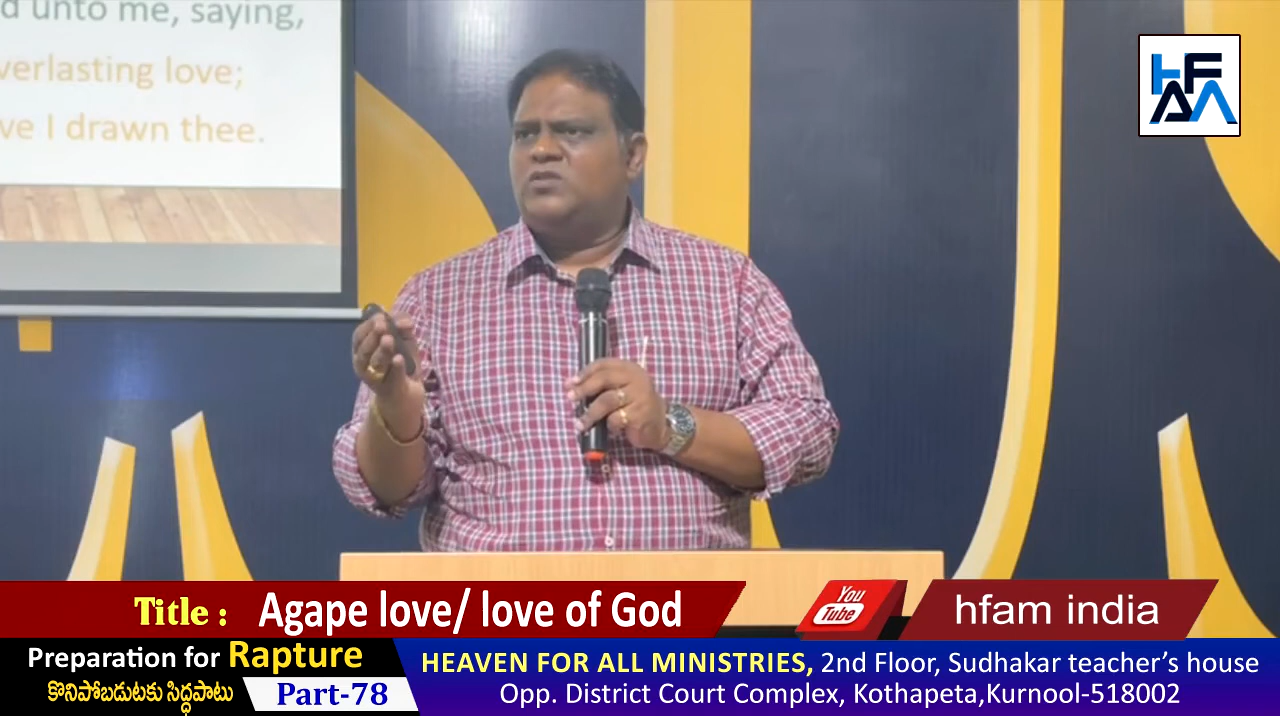 d unto me, saying,
verlasting love;
ve I drawn thee.
HFAM
Title : Agape love/ love of God
You Tube
hfam india
Preparation for Rapture
కొనిపోబడుటకు సిద్ధపాటు
Part-78
HEAVEN FOR ALL MINISTRIES, 2nd Floor, Sudhakar teacher's house
Opp. District Court Complex, Kothapeta,Kurnool-518002